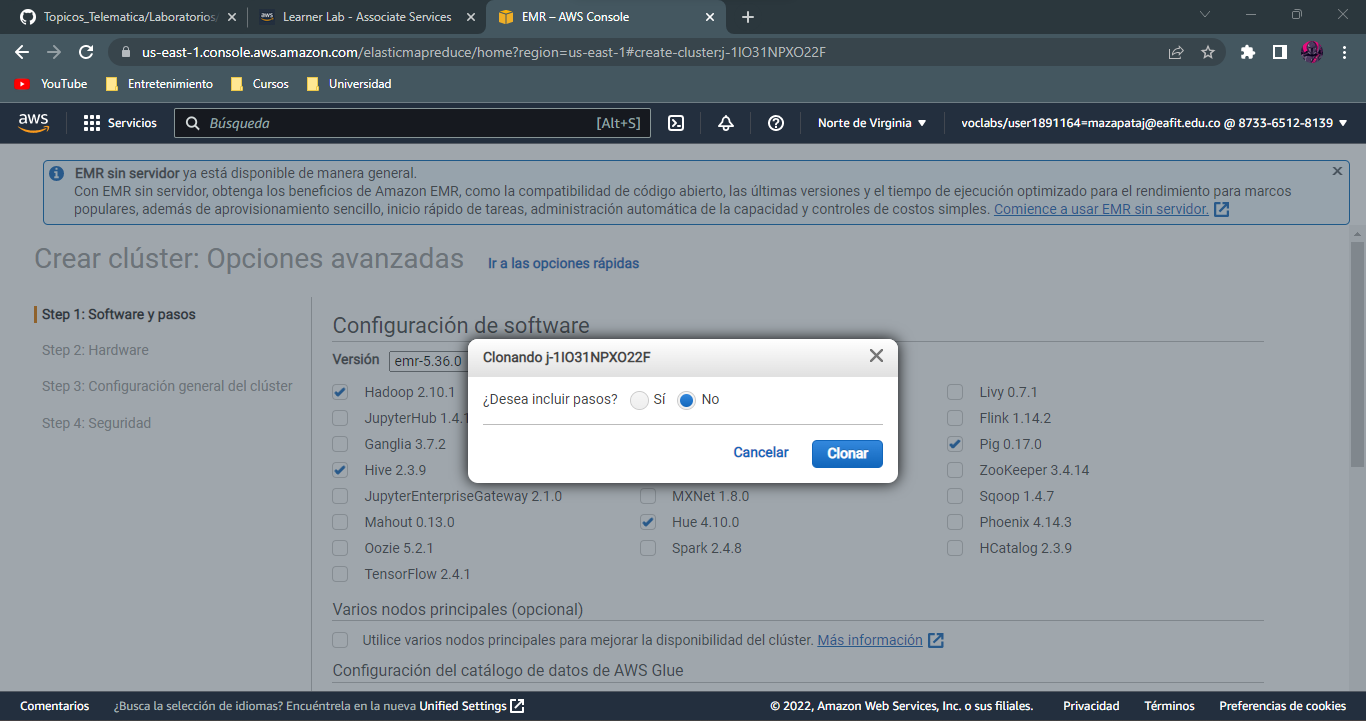 Topicos_Telematica/Laboratorios/
Learner Lab - Associate Services
EMR – AWS Console
us-east-1.console.aws.amazon.com/elasticmapreduce/home?region=us-east-1#create-cluster:j-1IO31NPXO22F
YouTube
Entretenimiento
Cursos
Universidad
aws
Servicios
Búsqueda
[Alt+S]
Norte de Virginia
voclabs/user1891164=mazapataj@eafit.edu.co @ 8733-6512-8139
EMR sin servidor ya está disponible de manera general.
Con EMR sin servidor, obtenga los beneficios de Amazon EMR, como la compatibilidad de código abierto, las últimas versiones y el tiempo de ejecución optimizado para el rendimiento para marcos
populares, además de aprovisionamiento sencillo, inicio rápido de tareas, administración automática de la capacidad y controles de costos simples. Comience a usar EMR sin servidor.
Crear clúster: Opciones avanzadas
Ir a las opciones rápidas
Step 1: Software y pasos
Step 2: Hardware
Step 3: Configuración general del clúster
Step 4: Seguridad
Configuración de software
Versión
emr-5.36.0
Clonando j-1IO31NPXO22F
¿Desea incluir pasos?
Sí
No
Cancelar
Clonar
Hadoop 2.10.1
Livy 0.7.1
JupyterHub 1.4.1
Flink 1.14.2
Ganglia 3.7.2
Pig 0.17.0
Hive 2.3.9
ZooKeeper 3.4.14
JupyterEnterpriseGateway 2.1.0
MXNet 1.8.0
Sqoop 1.4.7
Mahout 0.13.0
Hue 4.10.0
Phoenix 4.14.3
Oozie 5.2.1
Spark 2.4.8
HCatalog 2.3.9
TensorFlow 2.4.1
Varios nodos principales (opcional)
Utilice varios nodos principales para mejorar la disponibilidad del clúster. Más información
Configuración del catálogo de datos de AWS Glue
Comentarios
¿Busca la selección de idiomas? Encuéntrela en la nueva Unified Settings
© 2022, Amazon Web Services, Inc. o sus filiales.
Privacidad
Términos
Preferencias de cookies